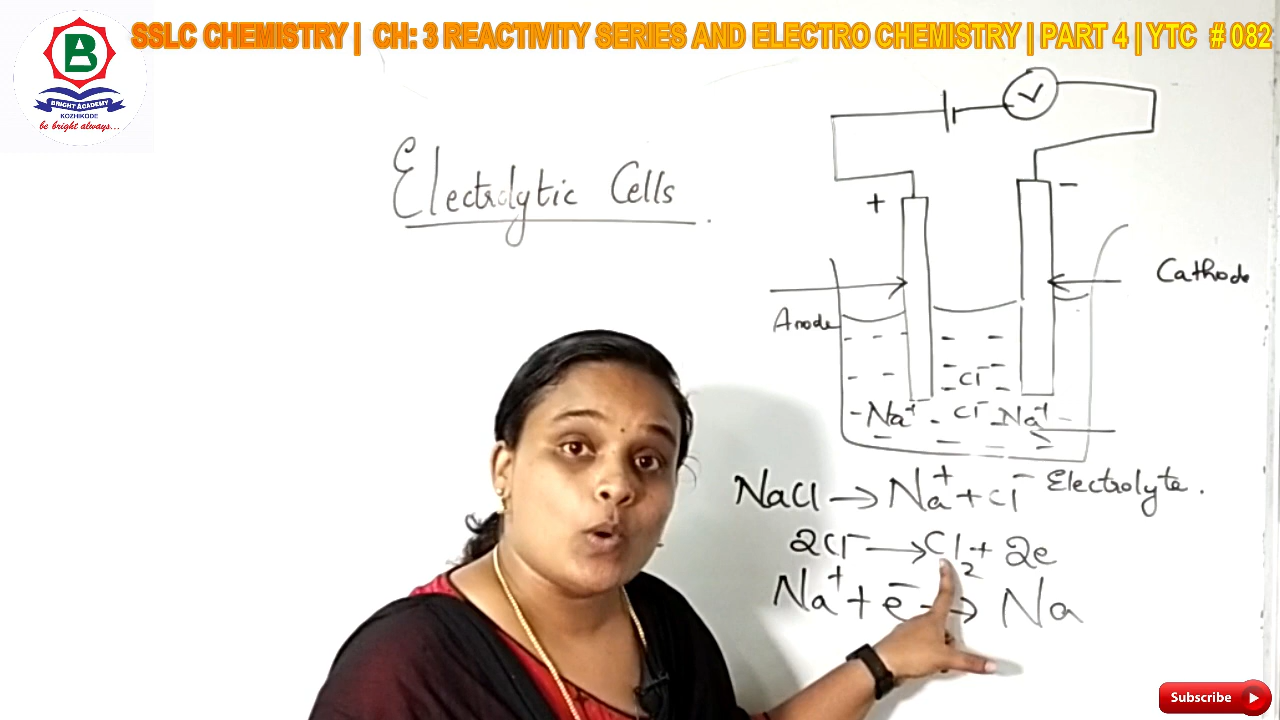 SSLC CHEMISTRY | CH: 3 REACTIVITY SERIES AND ELECTRO CHEMISTRY | PART 4 | YTC # 082
B
BRIGHT ACADEMY
KOZHIKODE
be bright always...
Electrolytic Cells
V
+ −
Cathode
Anode
Cl⁻
Na⁺ Cl⁻ Na⁺
Electrolyte.
NaCl → Na⁺ + Cl⁻
2Cl⁻ → Cl₂ + 2e
Na⁺ + e⁻ → Na
Subscribe